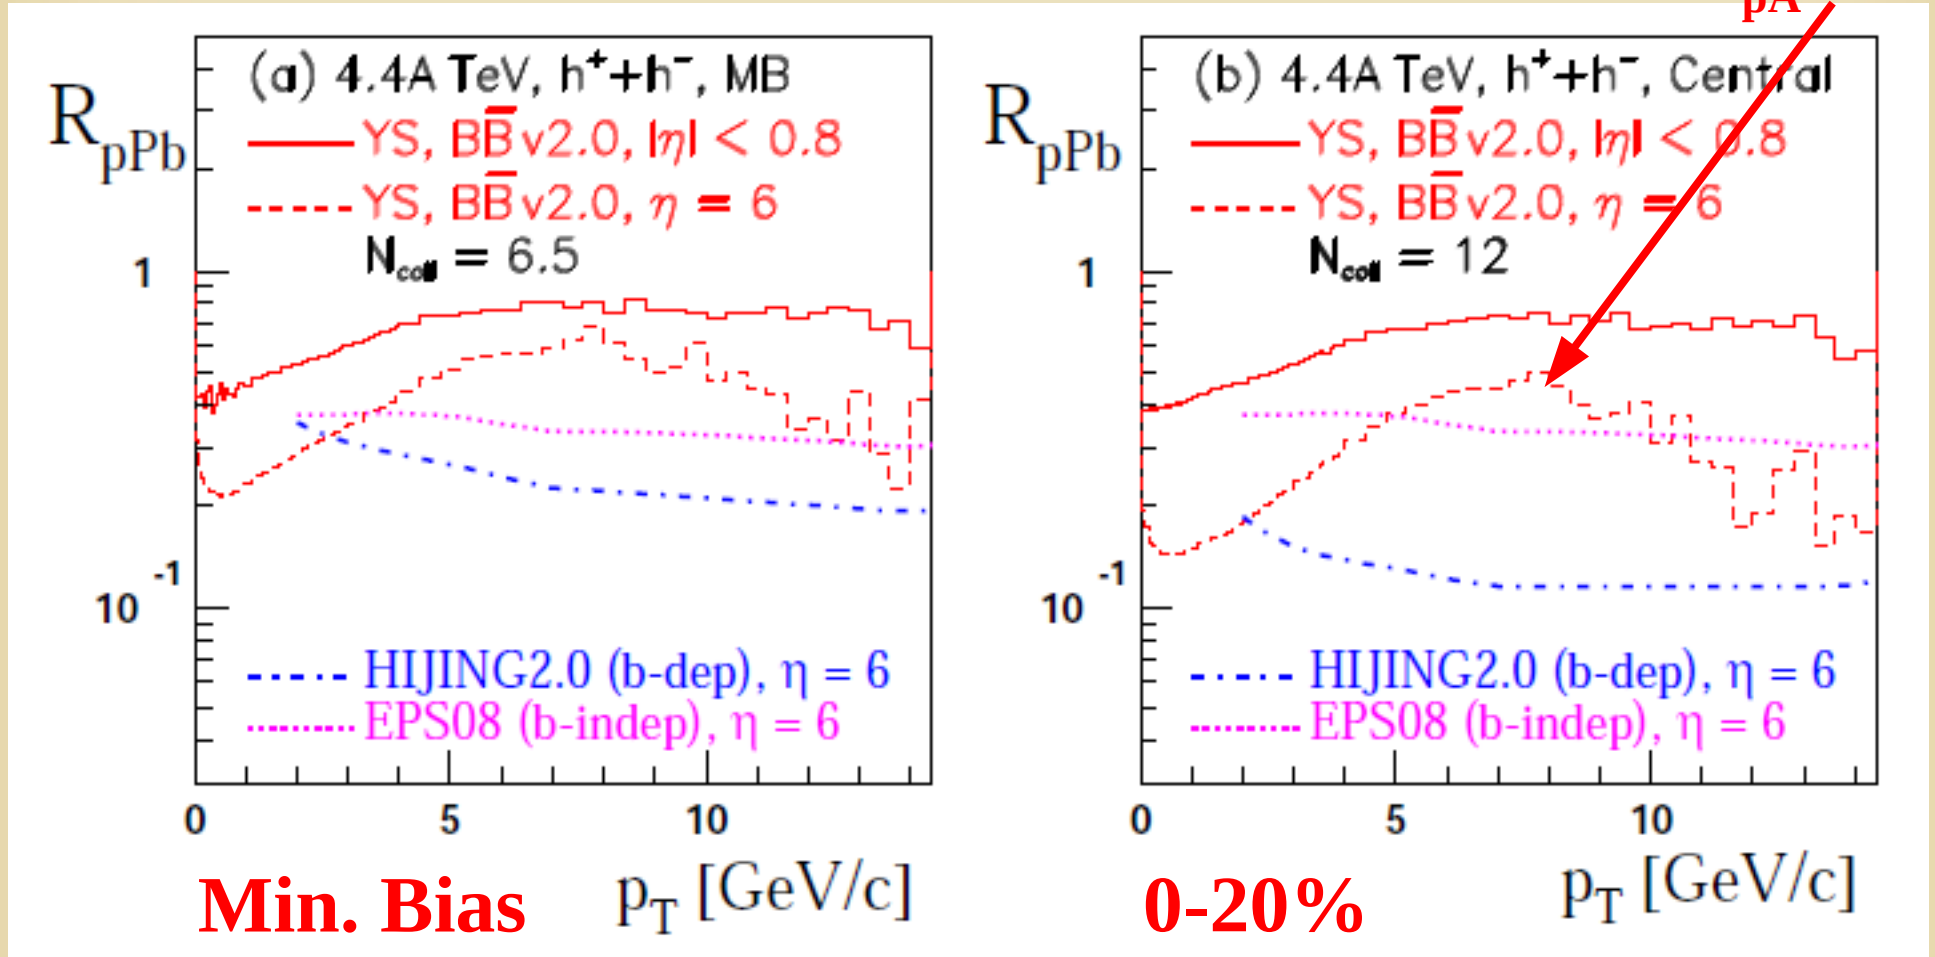 pA
(a) 4.4A TeV, h⁺+h⁻, MB
R_pPb
YS, BB̅ v2.0, |η| < 0.8
YS, BB̅ v2.0, η = 6
N_coll = 6.5
1
10⁻¹
HIJING2.0 (b-dep), η = 6
EPS08 (b-indep), η = 6
0 5 10
p_T [GeV/c]
Min. Bias
(b) 4.4A TeV, h⁺+h⁻, Central
R_pPb
YS, BB̅ v2.0, |η| < 0.8
YS, BB̅ v2.0, η = 6
N_coll = 12
1
10⁻¹
HIJING2.0 (b-dep), η = 6
EPS08 (b-indep), η = 6
0 5 10
p_T [GeV/c]
0-20%